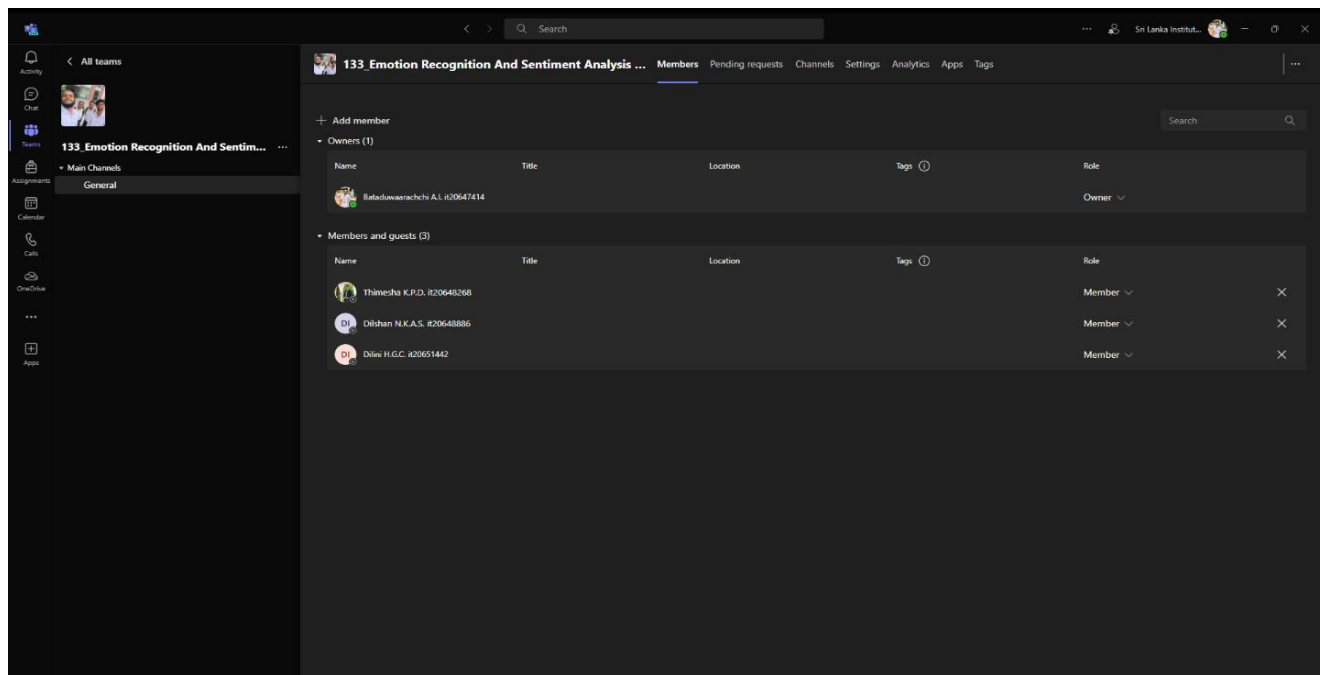 Search
...
Sri Lanka Institut...
Activity
Chat
Teams
Assignments
Calendar
Calls
OneDrive
...
Apps
All teams
133_Emotion Recognition And Sentim... ...
Main Channels
General
133_Emotion Recognition And Sentiment Analysis ... Members Pending requests Channels Settings Analytics Apps Tags ...
+ Add member
Search
Owners (1)
Name Title Location Tags Role
Bataduwaarachchi A.I. it20647414 Owner
Members and guests (3)
Name Title Location Tags Role
Thimesha K.P.D. it20648268 Member
DI Dilshan N.K.A.S. it20648886 Member
DI Dilini H.G.C. it20651442 Member